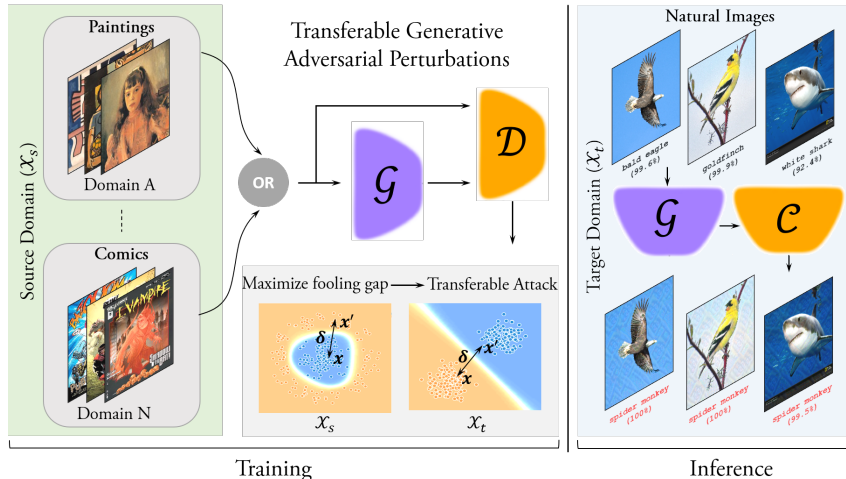 Paintings
Domain A
Source Domain (𝒳s)
Comics
VAMPIRE
Domain N
Transferable Generative
Adversarial Perturbations
OR
𝒢
𝒟
Maximize fooling gap
Transferable Attack
δ
x'
x
𝒳s
δ
x'
x
𝒳t
Training
Natural Images
Target Domain (𝒳t)
bald eagle
(99.6%)
goldfinch
(99.9%)
white shark
(92.4%)
𝒢
𝒞
spider monkey
(100%)
spider monkey
(100%)
spider monkey
(99.5%)
Inference